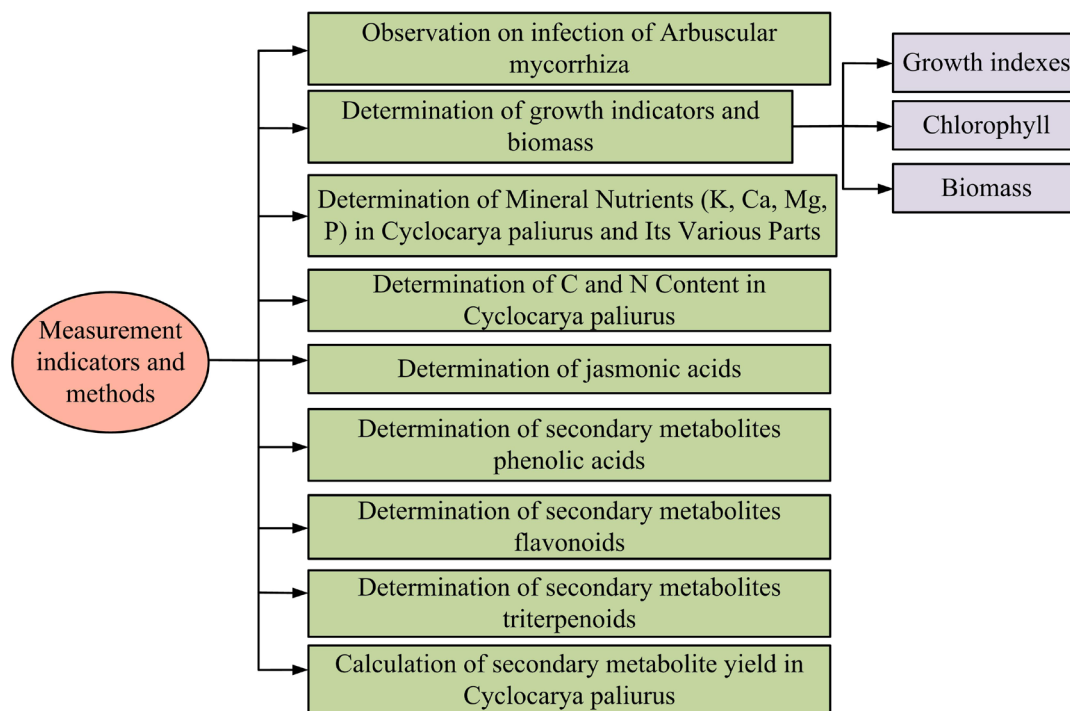 Measurement
indicators and
methods
Observation on infection of Arbuscular
mycorrhiza
Determination of growth indicators and
biomass
Growth indexes
Chlorophyll
Biomass
Determination of Mineral Nutrients (K, Ca, Mg,
P) in Cyclocarya paliurus and Its Various Parts
Determination of C and N Content in
Cyclocarya paliurus
Determination of jasmonic acids
Determination of secondary metabolites
phenolic acids
Determination of secondary metabolites
flavonoids
Determination of secondary metabolites
triterpenoids
Calculation of secondary metabolite yield in
Cyclocarya paliurus